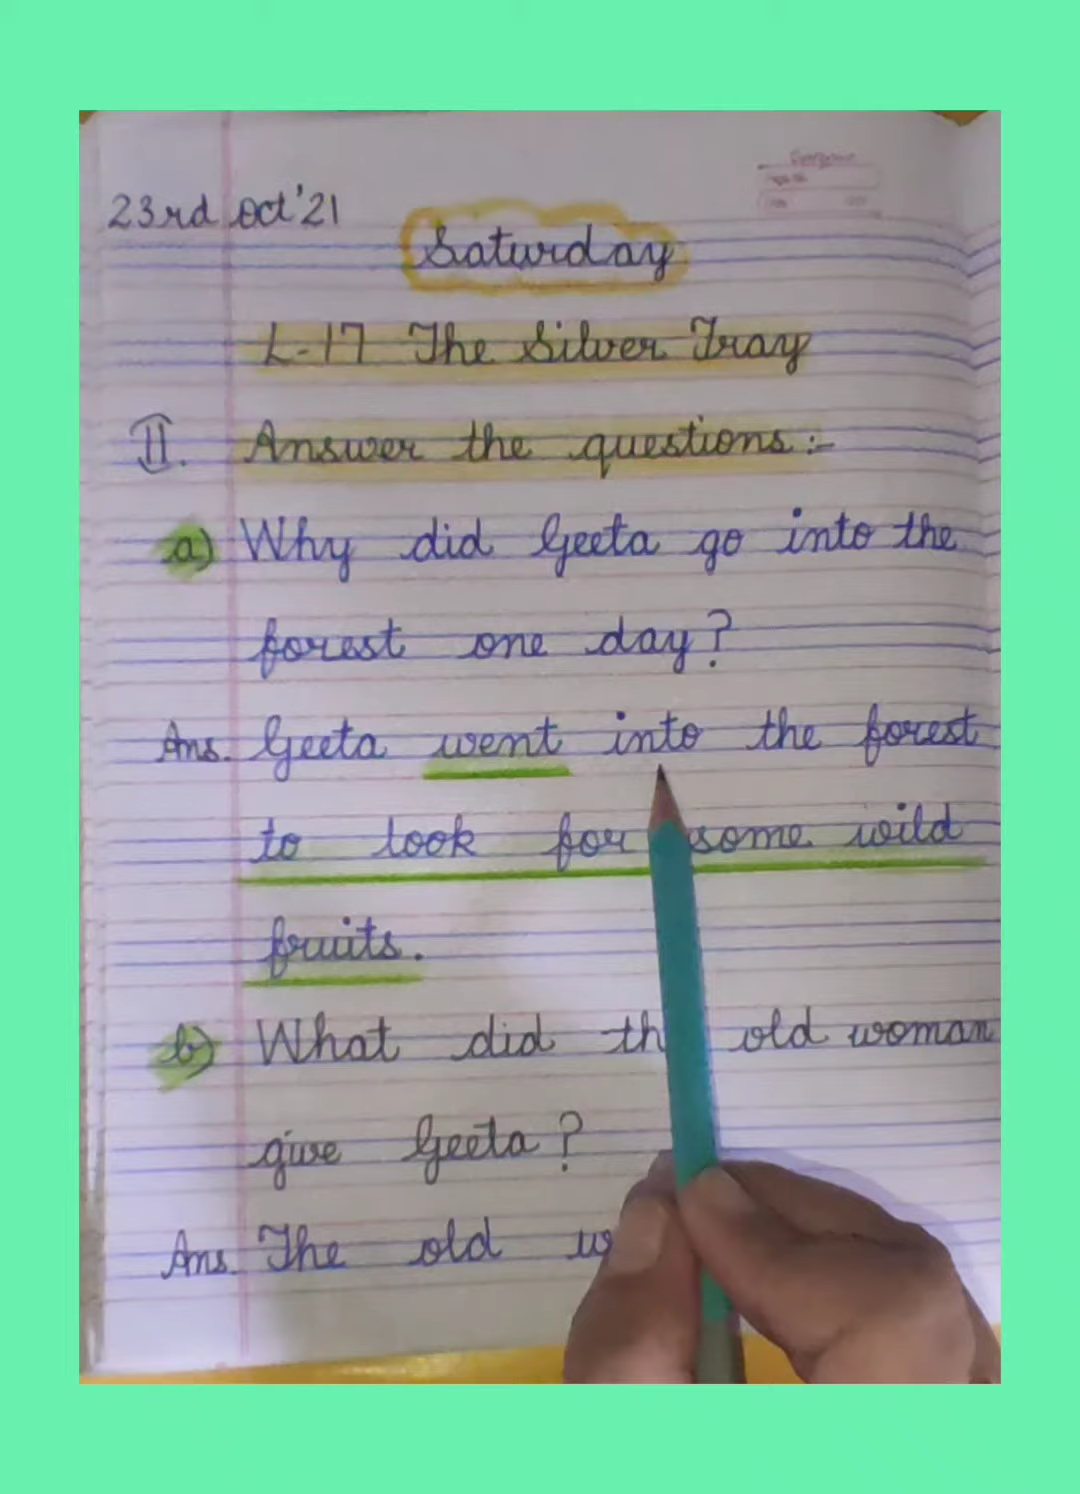 23rd Oct'21
Saturday
L-17 The Silver Tray
II. Answer the questions:-
a) Why did Geeta go into the
forest one day?
Ans. Geeta went into the forest
to look for some wild
fruits.
b) What did th old woman
give Geeta?
Ans. The old w